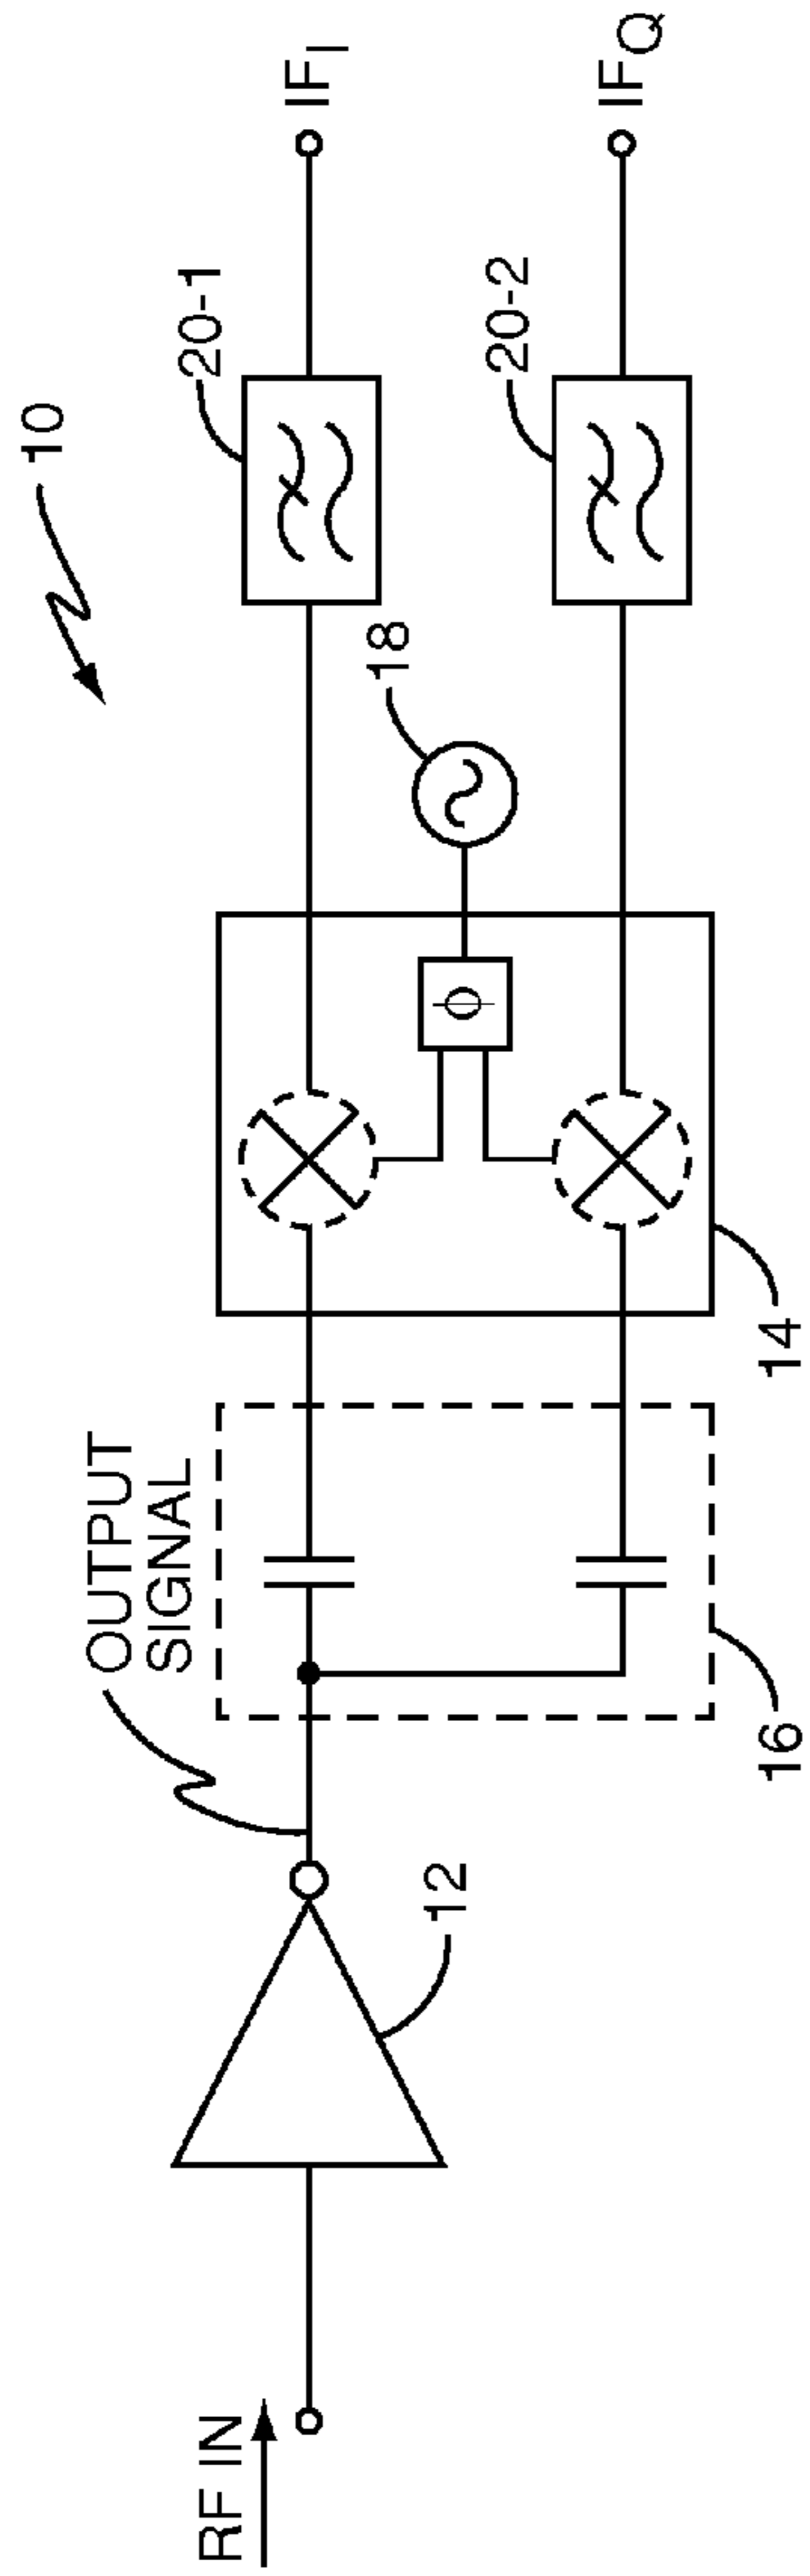 10
RF IN
12
OUTPUT
SIGNAL
16
14
ϕ
18
20-1
20-2
IF_I
IF_Q